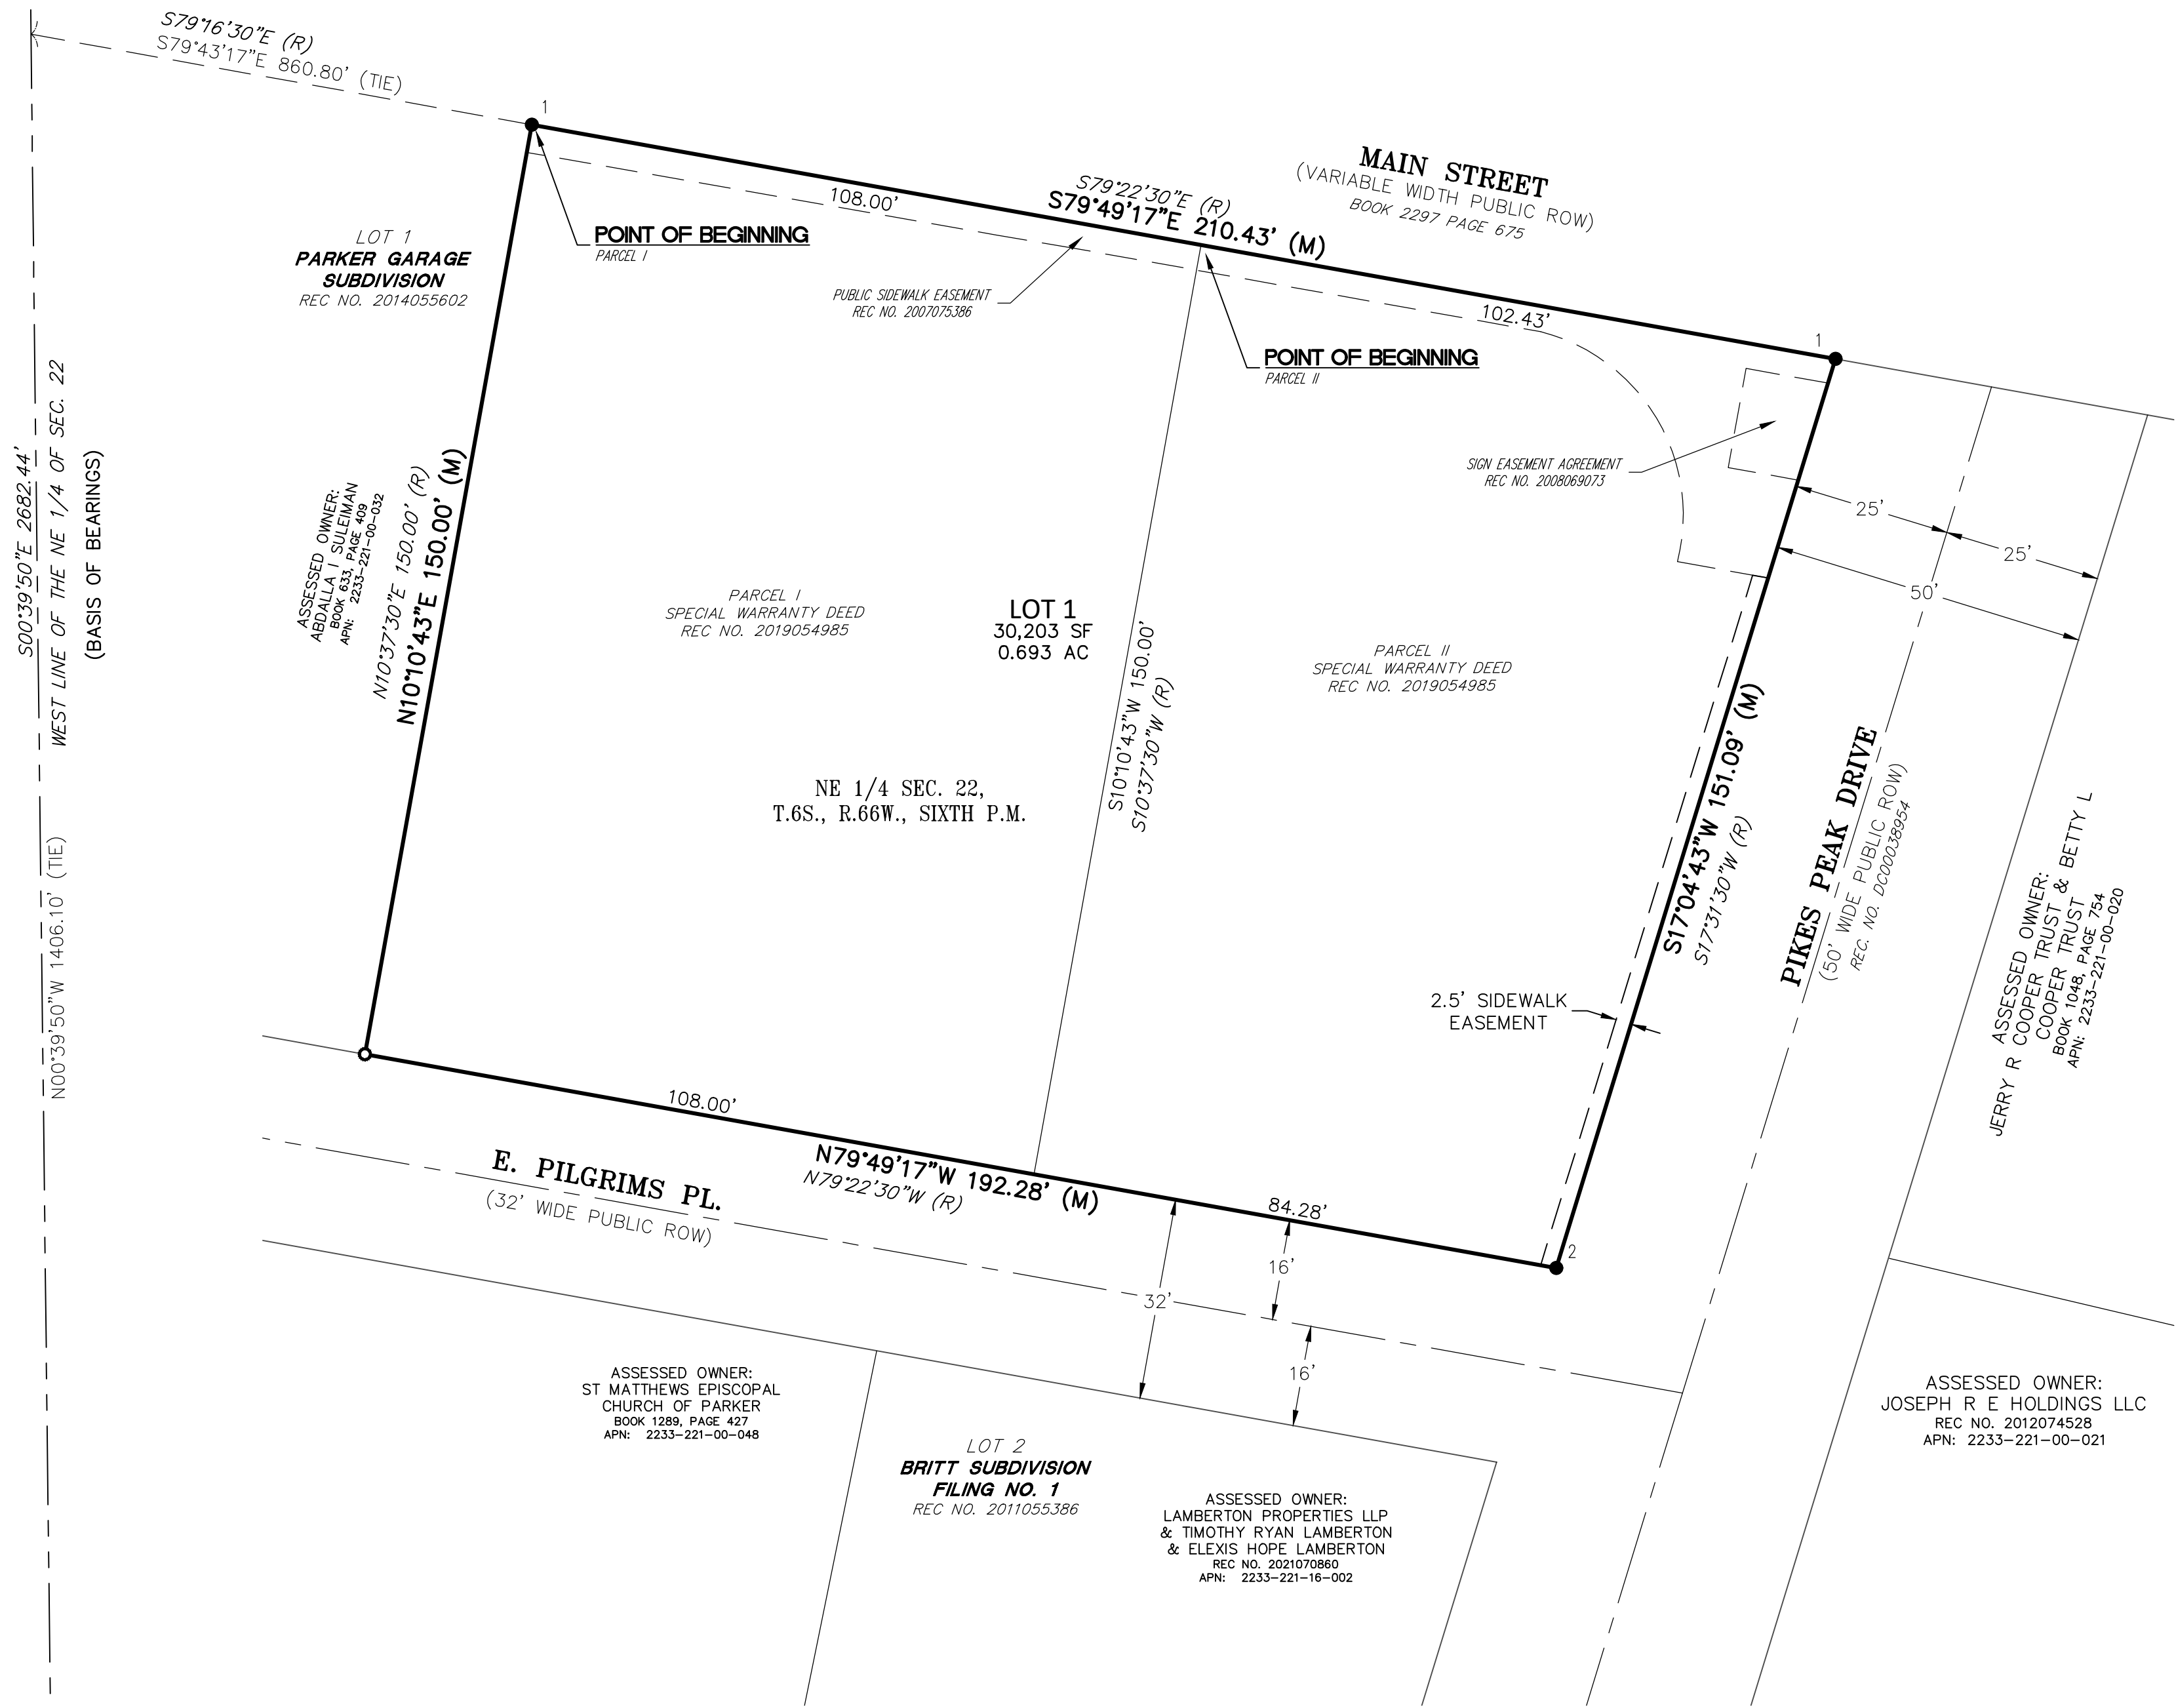 S79°16'30"E (R)
S79°43'17"E 860.80' (TIE)
1
MAIN STREET
(VARIABLE WIDTH PUBLIC ROW)
BOOK 2297 PAGE 675
S79°22'30"E (R)
S79°49'17"E 210.43' (M)
108.00'
102.43'
1
POINT OF BEGINNING
PARCEL I
LOT 1
PARKER GARAGE
SUBDIVISION
REC NO. 2014055602
PUBLIC SIDEWALK EASEMENT
REC NO. 2007075386
POINT OF BEGINNING
PARCEL II
SIGN EASEMENT AGREEMENT
REC NO. 2008069073
25'
25'
50'
S00°39'50"E 2682.44'
WEST LINE OF THE NE 1/4 OF SEC. 22
(BASIS OF BEARINGS)
N00°39'50"W 1406.10' (TIE)
ASSESSED OWNER:
ABDALLA I SULEIMAN
BOOK 633, PAGE 409
APN: 2233-221-00-032
N10°37'30"E 150.00' (R)
N10°10'43"E 150.00' (M)
PARCEL I
SPECIAL WARRANTY DEED
REC NO. 2019054985
LOT 1
30,203 SF
0.693 AC
S10°10'43"W 150.00'
S10°37'30"W (R)
PARCEL II
SPECIAL WARRANTY DEED
REC NO. 2019054985
NE 1/4 SEC. 22,
T.6S., R.66W., SIXTH P.M.
S17°04'43"W 151.09' (M)
S17°31'30"W (R)
PIKES PEAK DRIVE
(50' WIDE PUBLIC ROW)
REC. NO. DC00038954
ASSESSED OWNER:
JERRY R COOPER TRUST & BETTY L
COOPER TRUST
BOOK 1048, PAGE 754
APN: 2233-221-00-020
2.5' SIDEWALK
EASEMENT
108.00'
N79°49'17"W 192.28' (M)
N79°22'30"W (R)
84.28'
2
E. PILGRIMS PL.
(32' WIDE PUBLIC ROW)
16'
32'
16'
ASSESSED OWNER:
ST MATTHEWS EPISCOPAL
CHURCH OF PARKER
BOOK 1289, PAGE 427
APN: 2233-221-00-048
LOT 2
BRITT SUBDIVISION
FILING NO. 1
REC NO. 2011055386
ASSESSED OWNER:
LAMBERTON PROPERTIES LLP
& TIMOTHY RYAN LAMBERTON
& ELEXIS HOPE LAMBERTON
REC NO. 2021070860
APN: 2233-221-16-002
ASSESSED OWNER:
JOSEPH R E HOLDINGS LLC
REC NO. 2012074528
APN: 2233-221-00-021